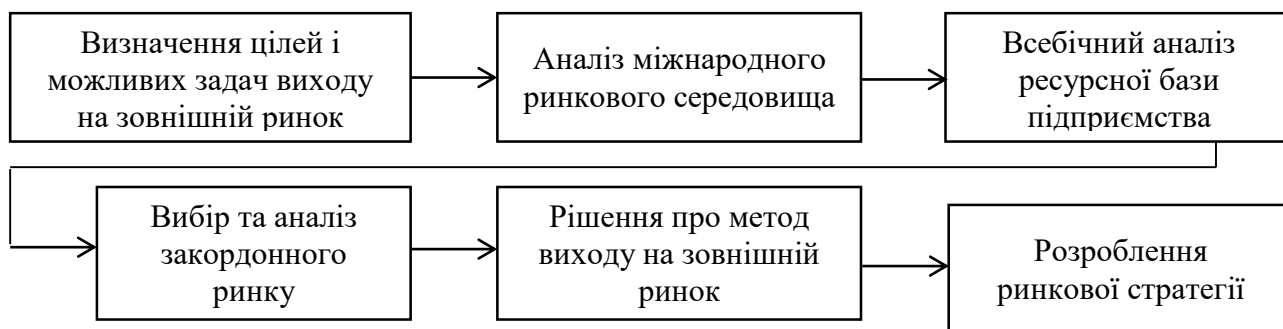 Визначення цілей і
можливих задач виходу
на зовнішній ринок
Аналіз міжнародного
ринкового середовища
Всебічний аналіз
ресурсної бази
підприємства
Вибір та аналіз
закордонного
ринку
Рішення про метод
виходу на зовнішній
ринок
Розроблення
ринкової стратегії